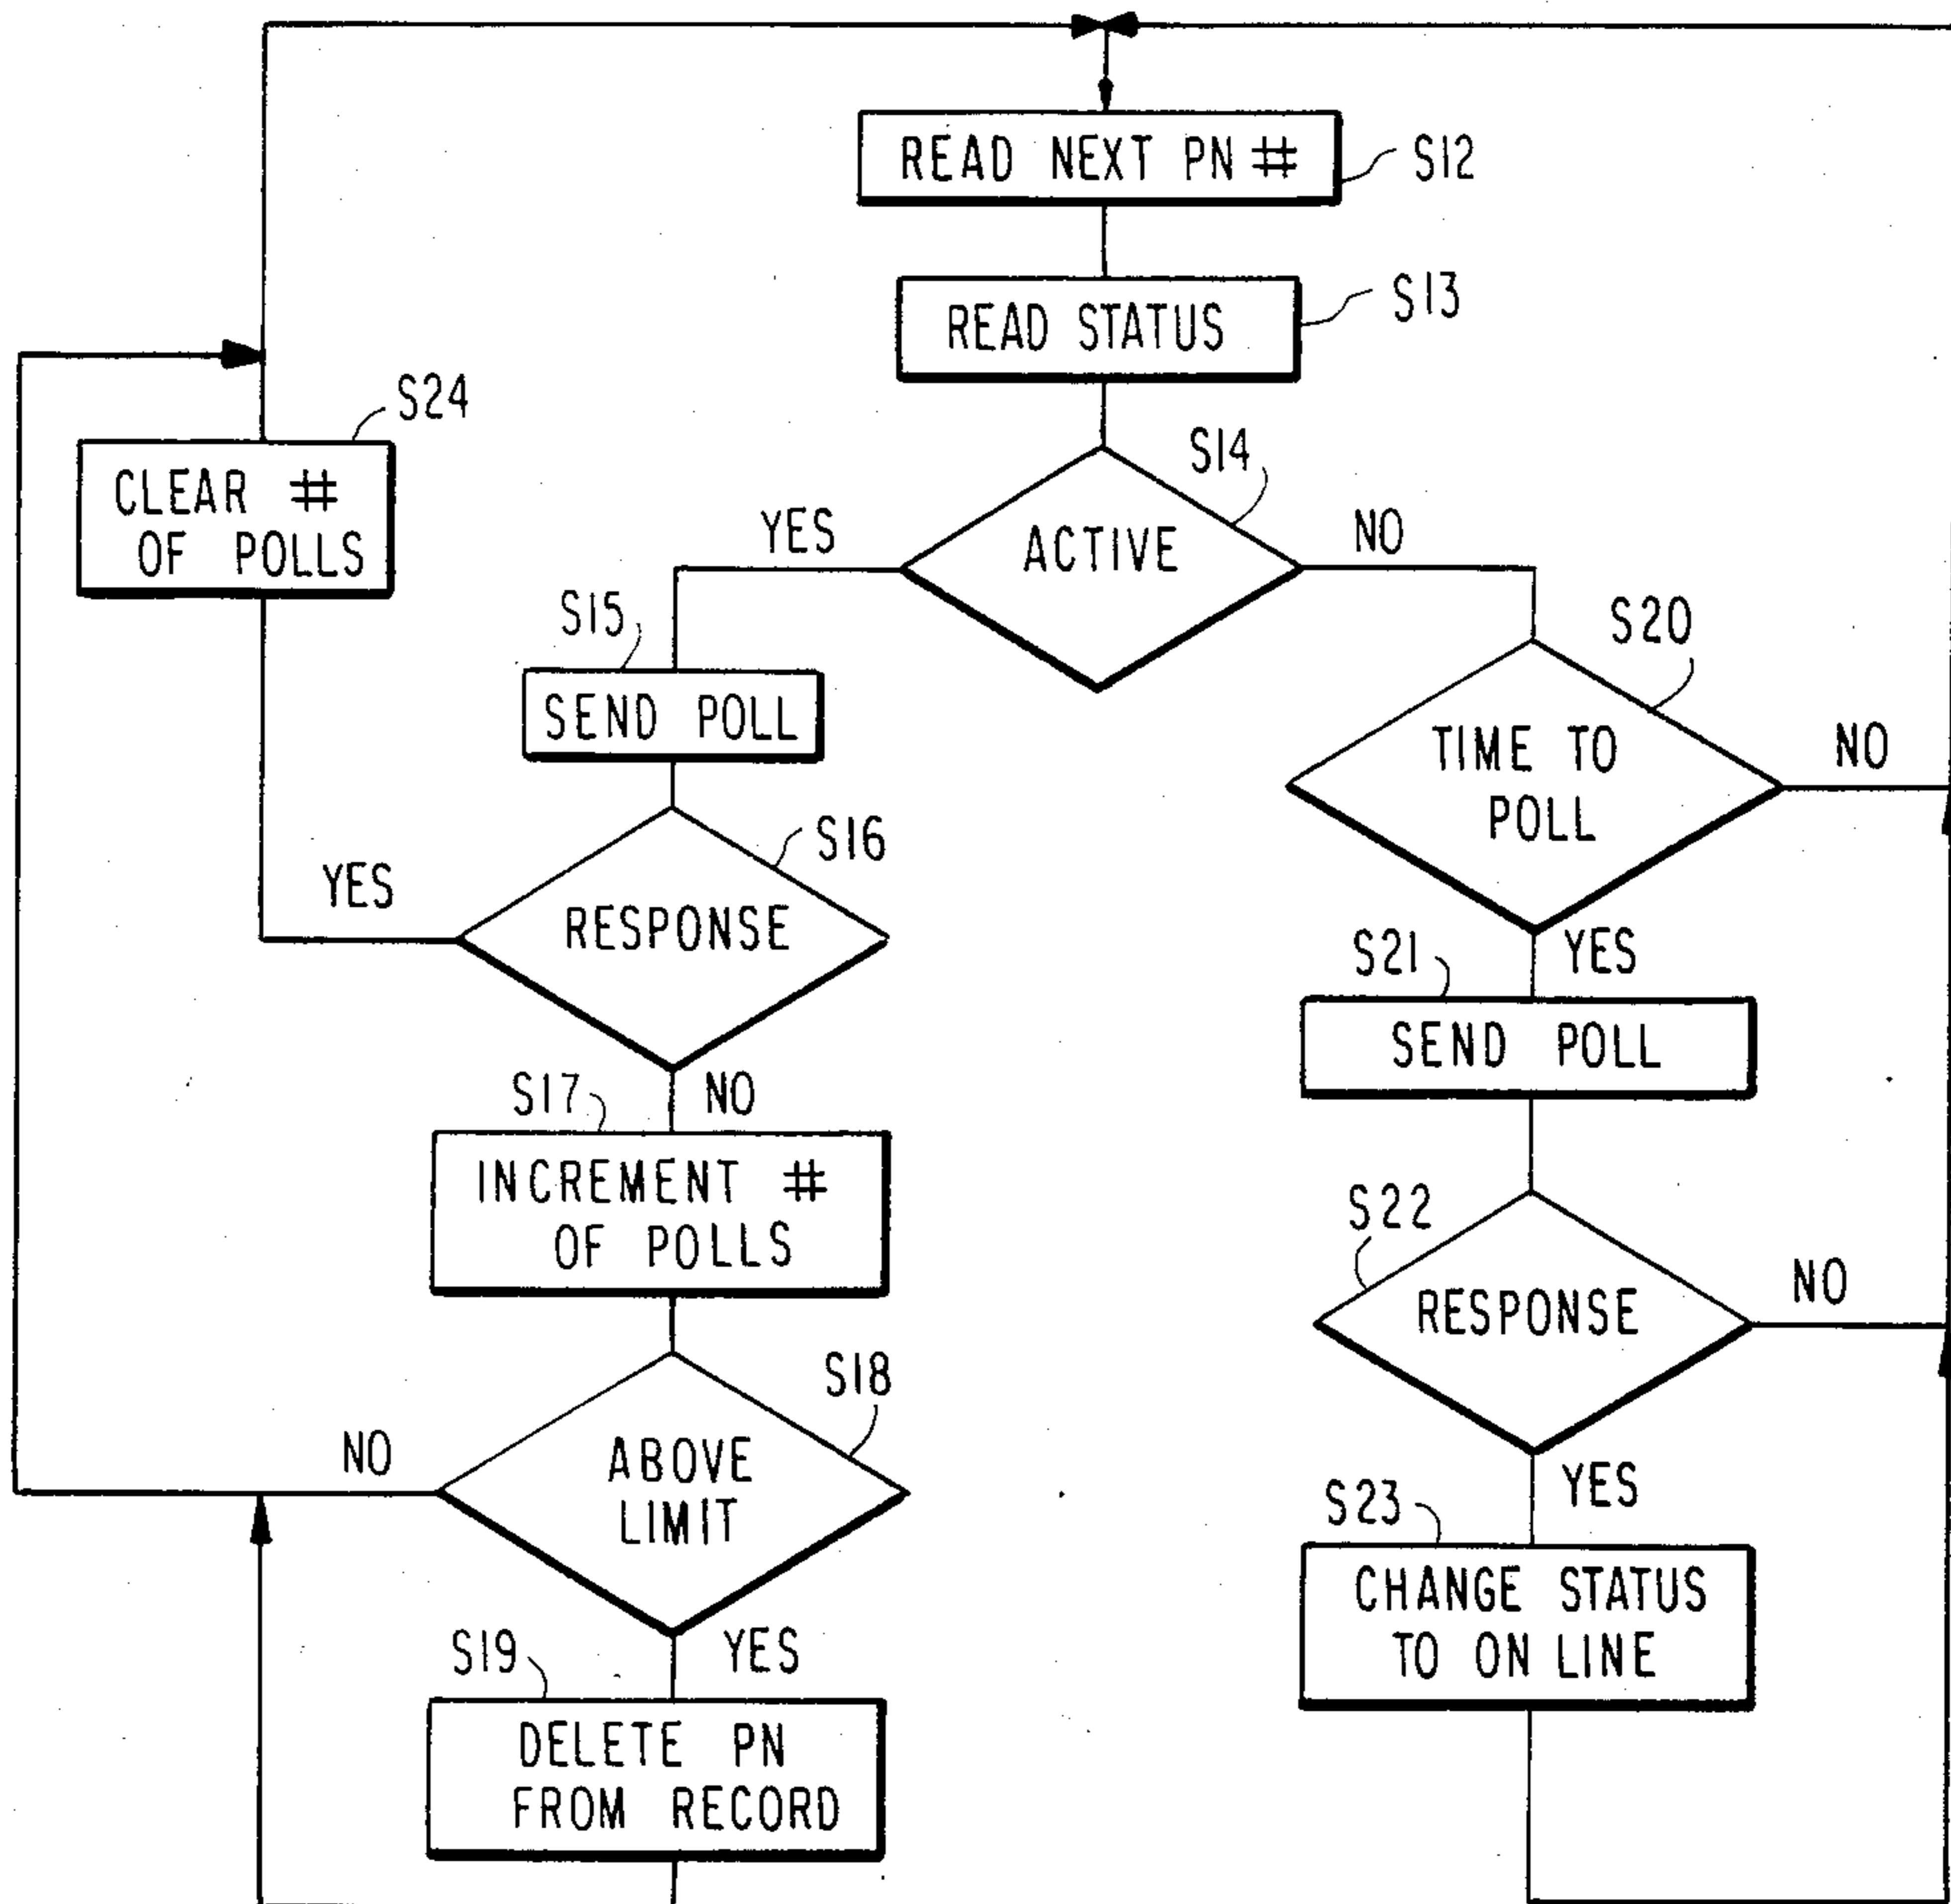 READ NEXT PN #
S12
READ STATUS
S13
S24
CLEAR #
OF POLLS
S14
YES
ACTIVE
NO
S15
SEND POLL
S20
TIME TO
POLL
NO
S16
YES
RESPONSE
YES
S21
SEND POLL
S17
NO
INCREMENT #
OF POLLS
S22
RESPONSE
NO
S18
NO
ABOVE
LIMIT
YES
S23
CHANGE STATUS
TO ON LINE
S19
YES
DELETE PN
FROM RECORD